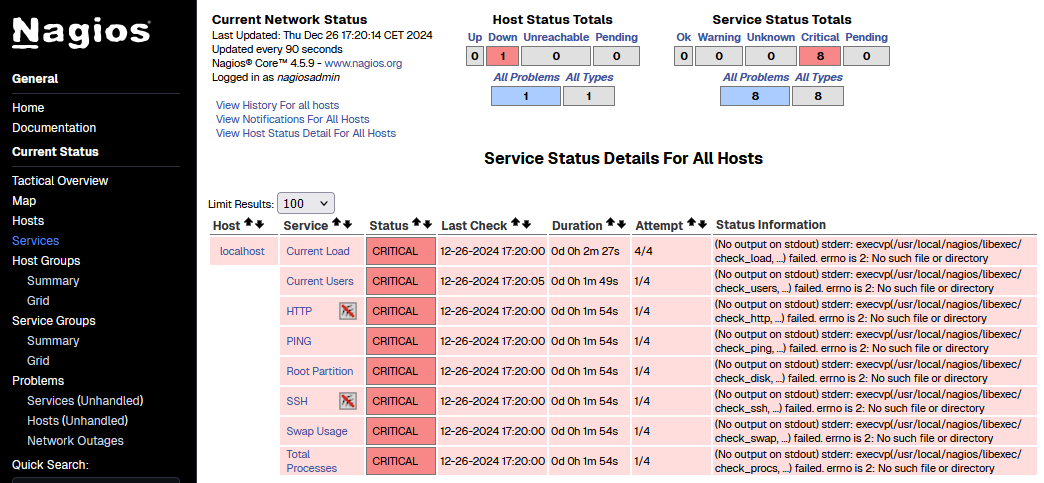 Nagios®
General
Home
Documentation
Current Status
Tactical Overview
Map
Hosts
Services
Host Groups
Summary
Grid
Service Groups
Summary
Grid
Problems
Services (Unhandled)
Hosts (Unhandled)
Network Outages
Quick Search:
Current Network Status
Last Updated: Thu Dec 26 17:20:14 CET 2024
Updated every 90 seconds
Nagios® Core™ 4.5.9 - www.nagios.org
Logged in as nagiosadmin
View History For all hosts
View Notifications For All Hosts
View Host Status Detail For All Hosts
Host Status Totals
Up Down Unreachable Pending
0 1 0 0
All Problems All Types
1 1
Service Status Totals
Ok Warning Unknown Critical Pending
0 0 0 8 0
All Problems All Types
8 8
Service Status Details For All Hosts
Limit Results: 100
Host Service Status Last Check Duration Attempt Status Information
localhost Current Load CRITICAL 12-26-2024 17:20:00 0d 0h 2m 27s 4/4 (No output on stdout) stderr: execvp(/usr/local/nagios/libexec/
check_load, ...) failed. errno is 2: No such file or directory
Current Users CRITICAL 12-26-2024 17:20:05 0d 0h 1m 49s 1/4 (No output on stdout) stderr: execvp(/usr/local/nagios/libexec/
check_users, ...) failed. errno is 2: No such file or directory
HTTP CRITICAL 12-26-2024 17:20:00 0d 0h 1m 54s 1/4 (No output on stdout) stderr: execvp(/usr/local/nagios/libexec/
check_http, ...) failed. errno is 2: No such file or directory
PING CRITICAL 12-26-2024 17:20:00 0d 0h 1m 54s 1/4 (No output on stdout) stderr: execvp(/usr/local/nagios/libexec/
check_ping, ...) failed. errno is 2: No such file or directory
Root Partition CRITICAL 12-26-2024 17:20:00 0d 0h 1m 54s 1/4 (No output on stdout) stderr: execvp(/usr/local/nagios/libexec/
check_disk, ...) failed. errno is 2: No such file or directory
SSH CRITICAL 12-26-2024 17:20:00 0d 0h 1m 54s 1/4 (No output on stdout) stderr: execvp(/usr/local/nagios/libexec/
check_ssh, ...) failed. errno is 2: No such file or directory
Swap Usage CRITICAL 12-26-2024 17:20:00 0d 0h 1m 54s 1/4 (No output on stdout) stderr: execvp(/usr/local/nagios/libexec/
check_swap, ...) failed. errno is 2: No such file or directory
Total CRITICAL 12-26-2024 17:20:00 0d 0h 1m 54s 1/4 (No output on stdout) stderr: execvp(/usr/local/nagios/libexec/
Processes check_procs, ...) failed. errno is 2: No such file or directory